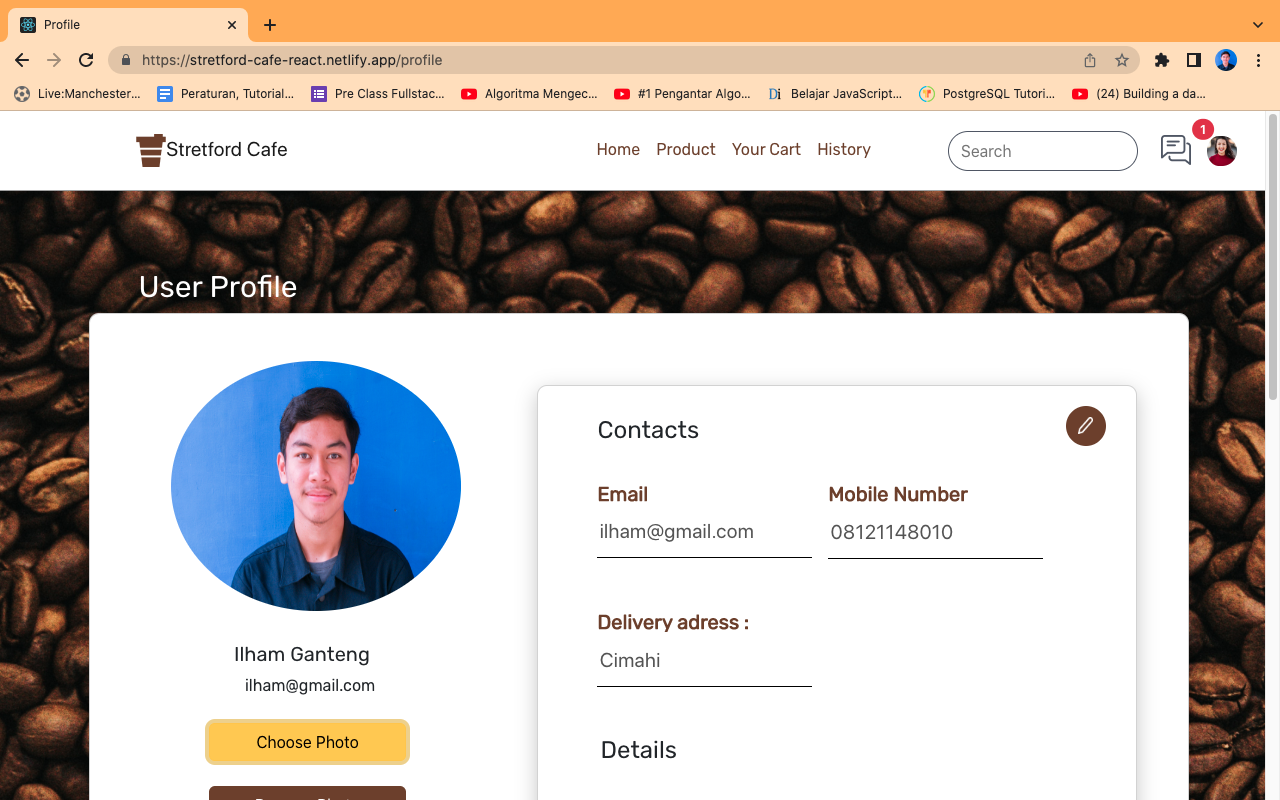 Profile
https://stretford-cafe-react.netlify.app/profile
Live:Manchester... Peraturan, Tutorial... Pre Class Fullstac... Algoritma Mengec... #1 Pengantar Algo... Di Belajar JavaScript... PostgreSQL Tutori... (24) Building a da...
Stretford Cafe Home Product Your Cart History Search 1
User Profile
Ilham Ganteng
ilham@gmail.com
Choose Photo
Contacts
Email Mobile Number
ilham@gmail.com 08121148010
Delivery adress :
Cimahi
Details